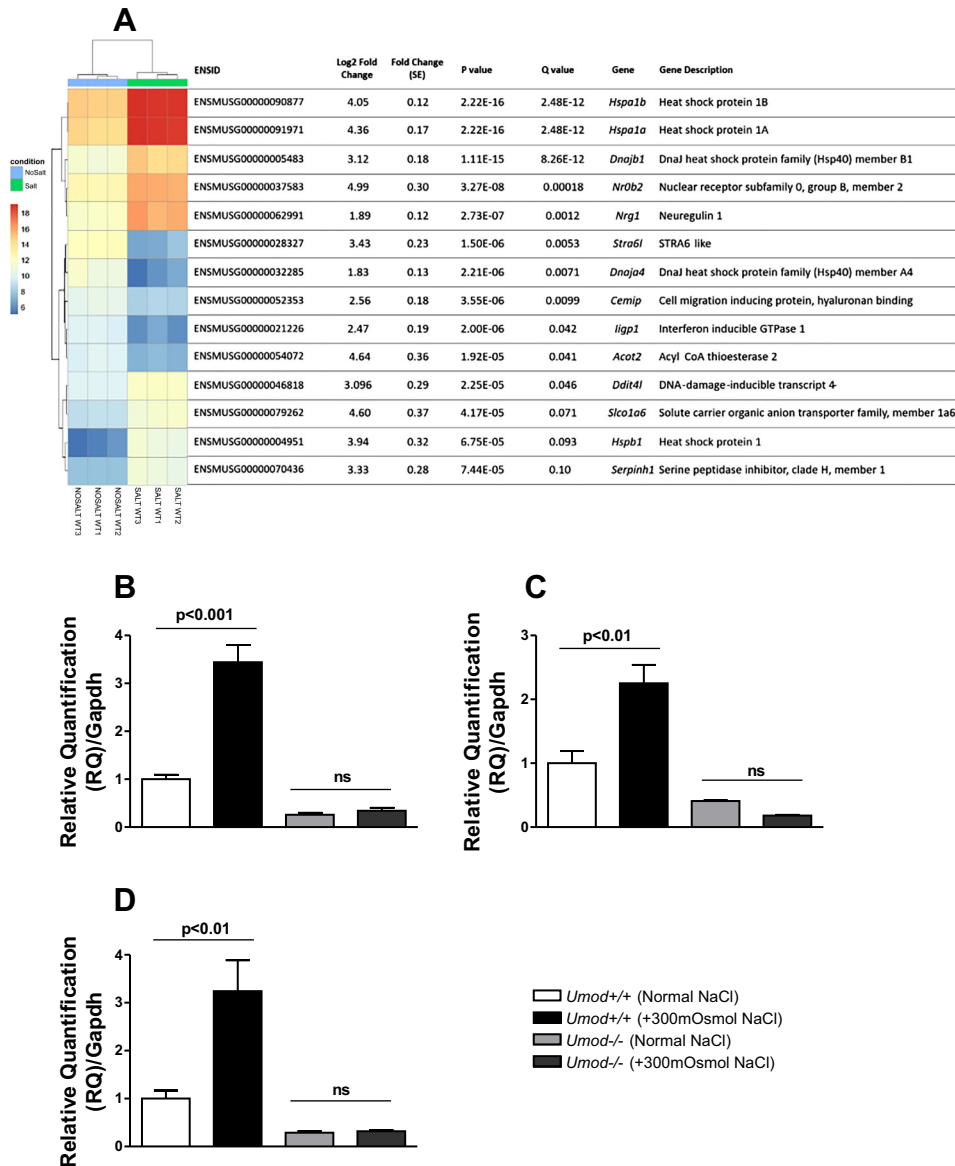 A
ENSID Log2 Fold Change Fold Change (SE) P value Q value Gene Gene Description
ENSMUSG00000090877 4.05 0.12 2.22E-16 2.48E-12 Hspa1b Heat shock protein 1B
ENSMUSG00000091971 4.36 0.17 2.22E-16 2.48E-12 Hspa1a Heat shock protein 1A
ENSMUSG00000005483 3.12 0.18 1.11E-15 8.26E-12 Dnajb1 DnaJ heat shock protein family (Hsp40) member B1
ENSMUSG00000037583 4.99 0.30 3.27E-08 0.00018 Nr0b2 Nuclear receptor subfamily 0, group B, member 2
ENSMUSG00000062991 1.89 0.12 2.73E-07 0.0012 Nrg1 Neuregulin 1
ENSMUSG00000028327 3.43 0.23 1.50E-06 0.0053 Stra6l STRA6 like
ENSMUSG00000032285 1.83 0.13 2.21E-06 0.0071 Dnaja4 DnaJ heat shock protein family (Hsp40) member A4
ENSMUSG00000052353 2.56 0.18 3.55E-06 0.0099 Cemip Cell migration inducing protein, hyaluronan binding
ENSMUSG00000021226 2.47 0.19 2.00E-06 0.042 Iigp1 Interferon inducible GTPase 1
ENSMUSG00000054072 4.64 0.36 1.92E-05 0.041 Acot2 Acyl CoA thioesterase 2
ENSMUSG00000046818 3.096 0.29 2.25E-05 0.046 Ddit4l DNA-damage-inducible transcript 4-
ENSMUSG00000079262 4.60 0.37 4.17E-05 0.071 Slco1a6 Solute carrier organic anion transporter family, member 1a6
ENSMUSG00000004951 3.94 0.32 6.75E-05 0.093 Hspb1 Heat shock protein 1
ENSMUSG00000070436 3.33 0.28 7.44E-05 0.10 Serpinh1 Serine peptidase inhibitor, clade H, member 1
condition
NoSalt
Salt
18
16
14
12
10
8
6
NOSALT WT3
NOSALT WT1
NOSALT WT2
SALT WT3
SALT WT1
SALT WT2
B
Relative Quantification
(RQ)/Gapdh
4
3
2
1
0
p<0.001
ns
C
Relative Quantification
(RQ)/Gapdh
3
2
1
0
p<0.01
ns
D
Relative Quantification
(RQ)/Gapdh
4
3
2
1
0
p<0.01
ns
Umod+/+ (Normal NaCl)
Umod+/+ (+300mOsmol NaCl)
Umod-/- (Normal NaCl)
Umod-/- (+300mOsmol NaCl)